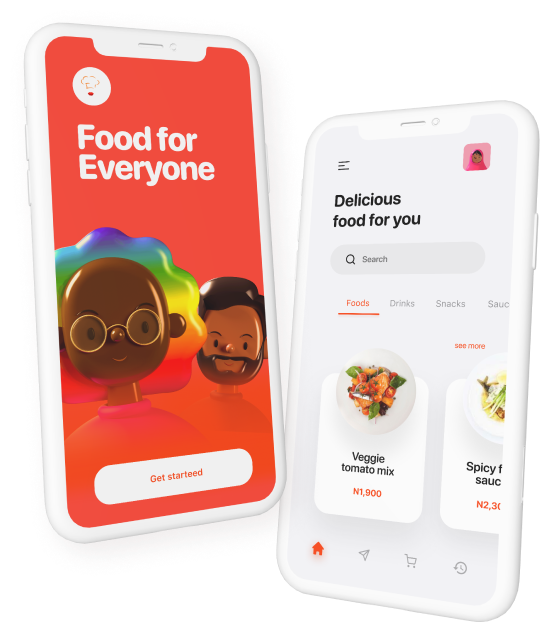 Food for
Everyone
Get starteed
Delicious
food for you
Search
Foods Drinks Snacks Sauc
see more
Veggie
tomato mix
N1,900
Spicy f
sauc
N2,30